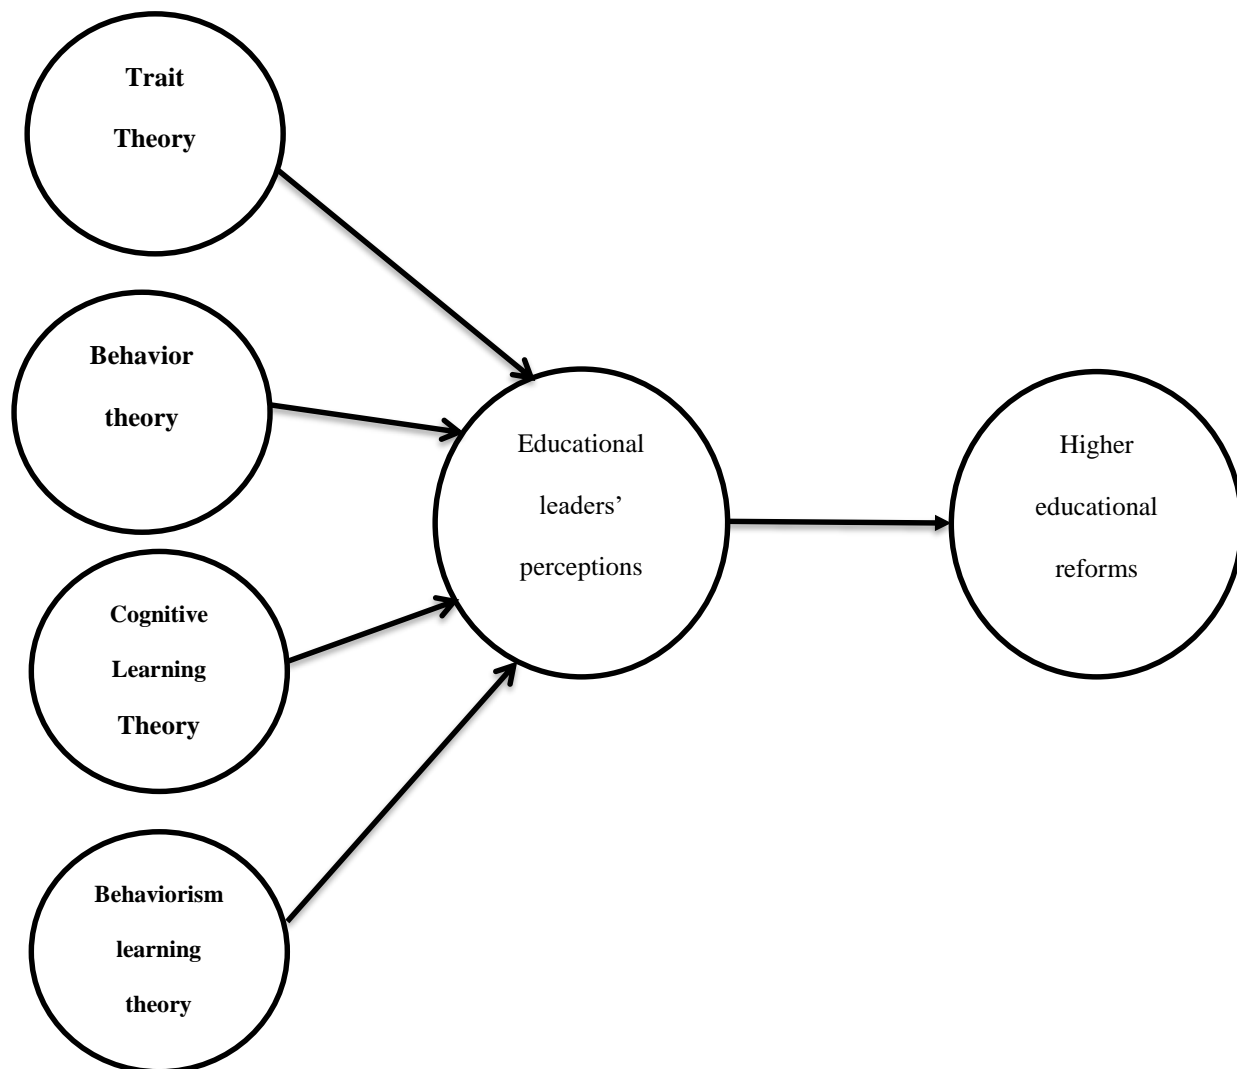 Trait
Theory
Behavior
theory
Cognitive
Learning
Theory
Behaviorism
learning
theory
Educational
leaders’
perceptions
Higher
educational
reforms